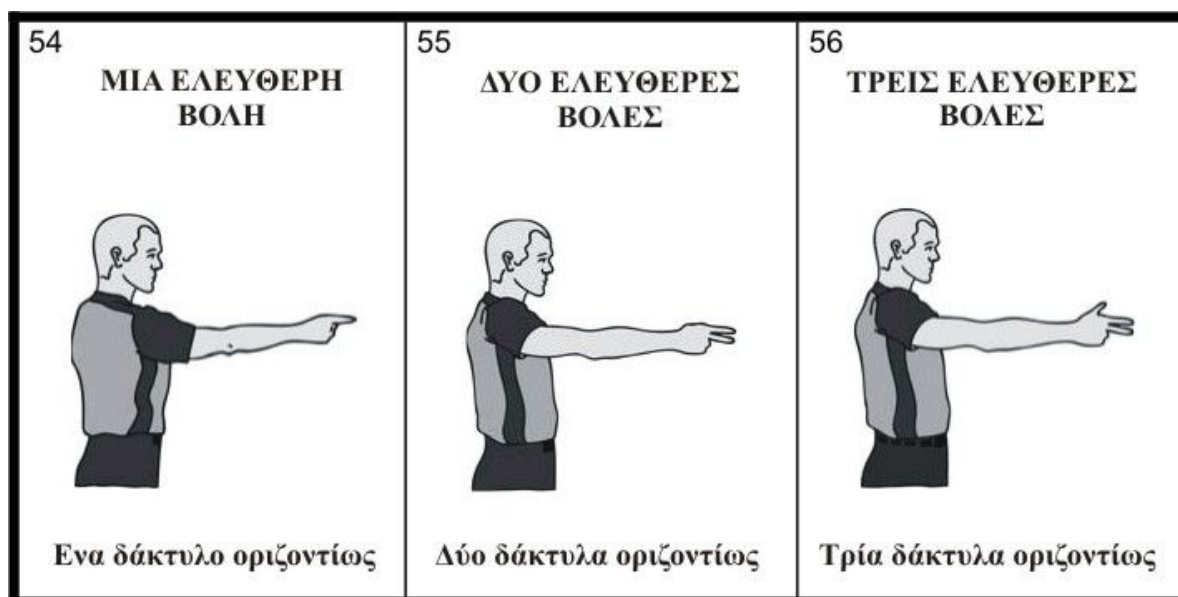 54
ΜΙΑ ΕΛΕΥΘΕΡΗ
ΒΟΛΗ
Ενα δάκτυλο οριζοντίως
55
ΔΥΟ ΕΛΕΥΘΕΡΕΣ
ΒΟΛΕΣ
Δύο δάκτυλα οριζοντίως
56
ΤΡΕΙΣ ΕΛΕΥΘΕΡΕΣ
ΒΟΛΕΣ
Τρία δάκτυλα οριζοντίως